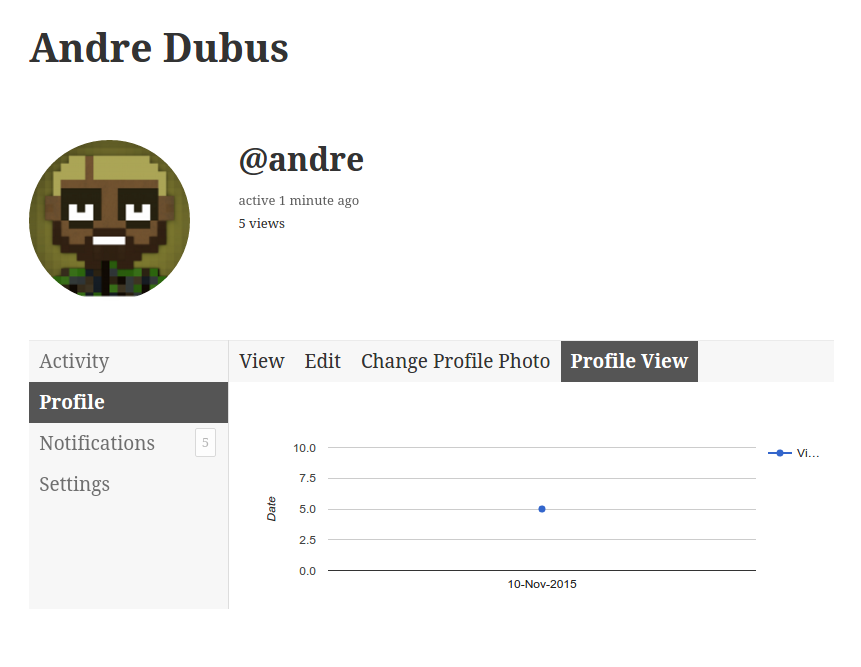 Andre Dubus
@andre
active 1 minute ago
5 views
Activity
Profile
Notifications 5
Settings
View Edit Change Profile Photo Profile View
10.0
7.5
5.0
2.5
0.0
Date
10-Nov-2015
Vi...